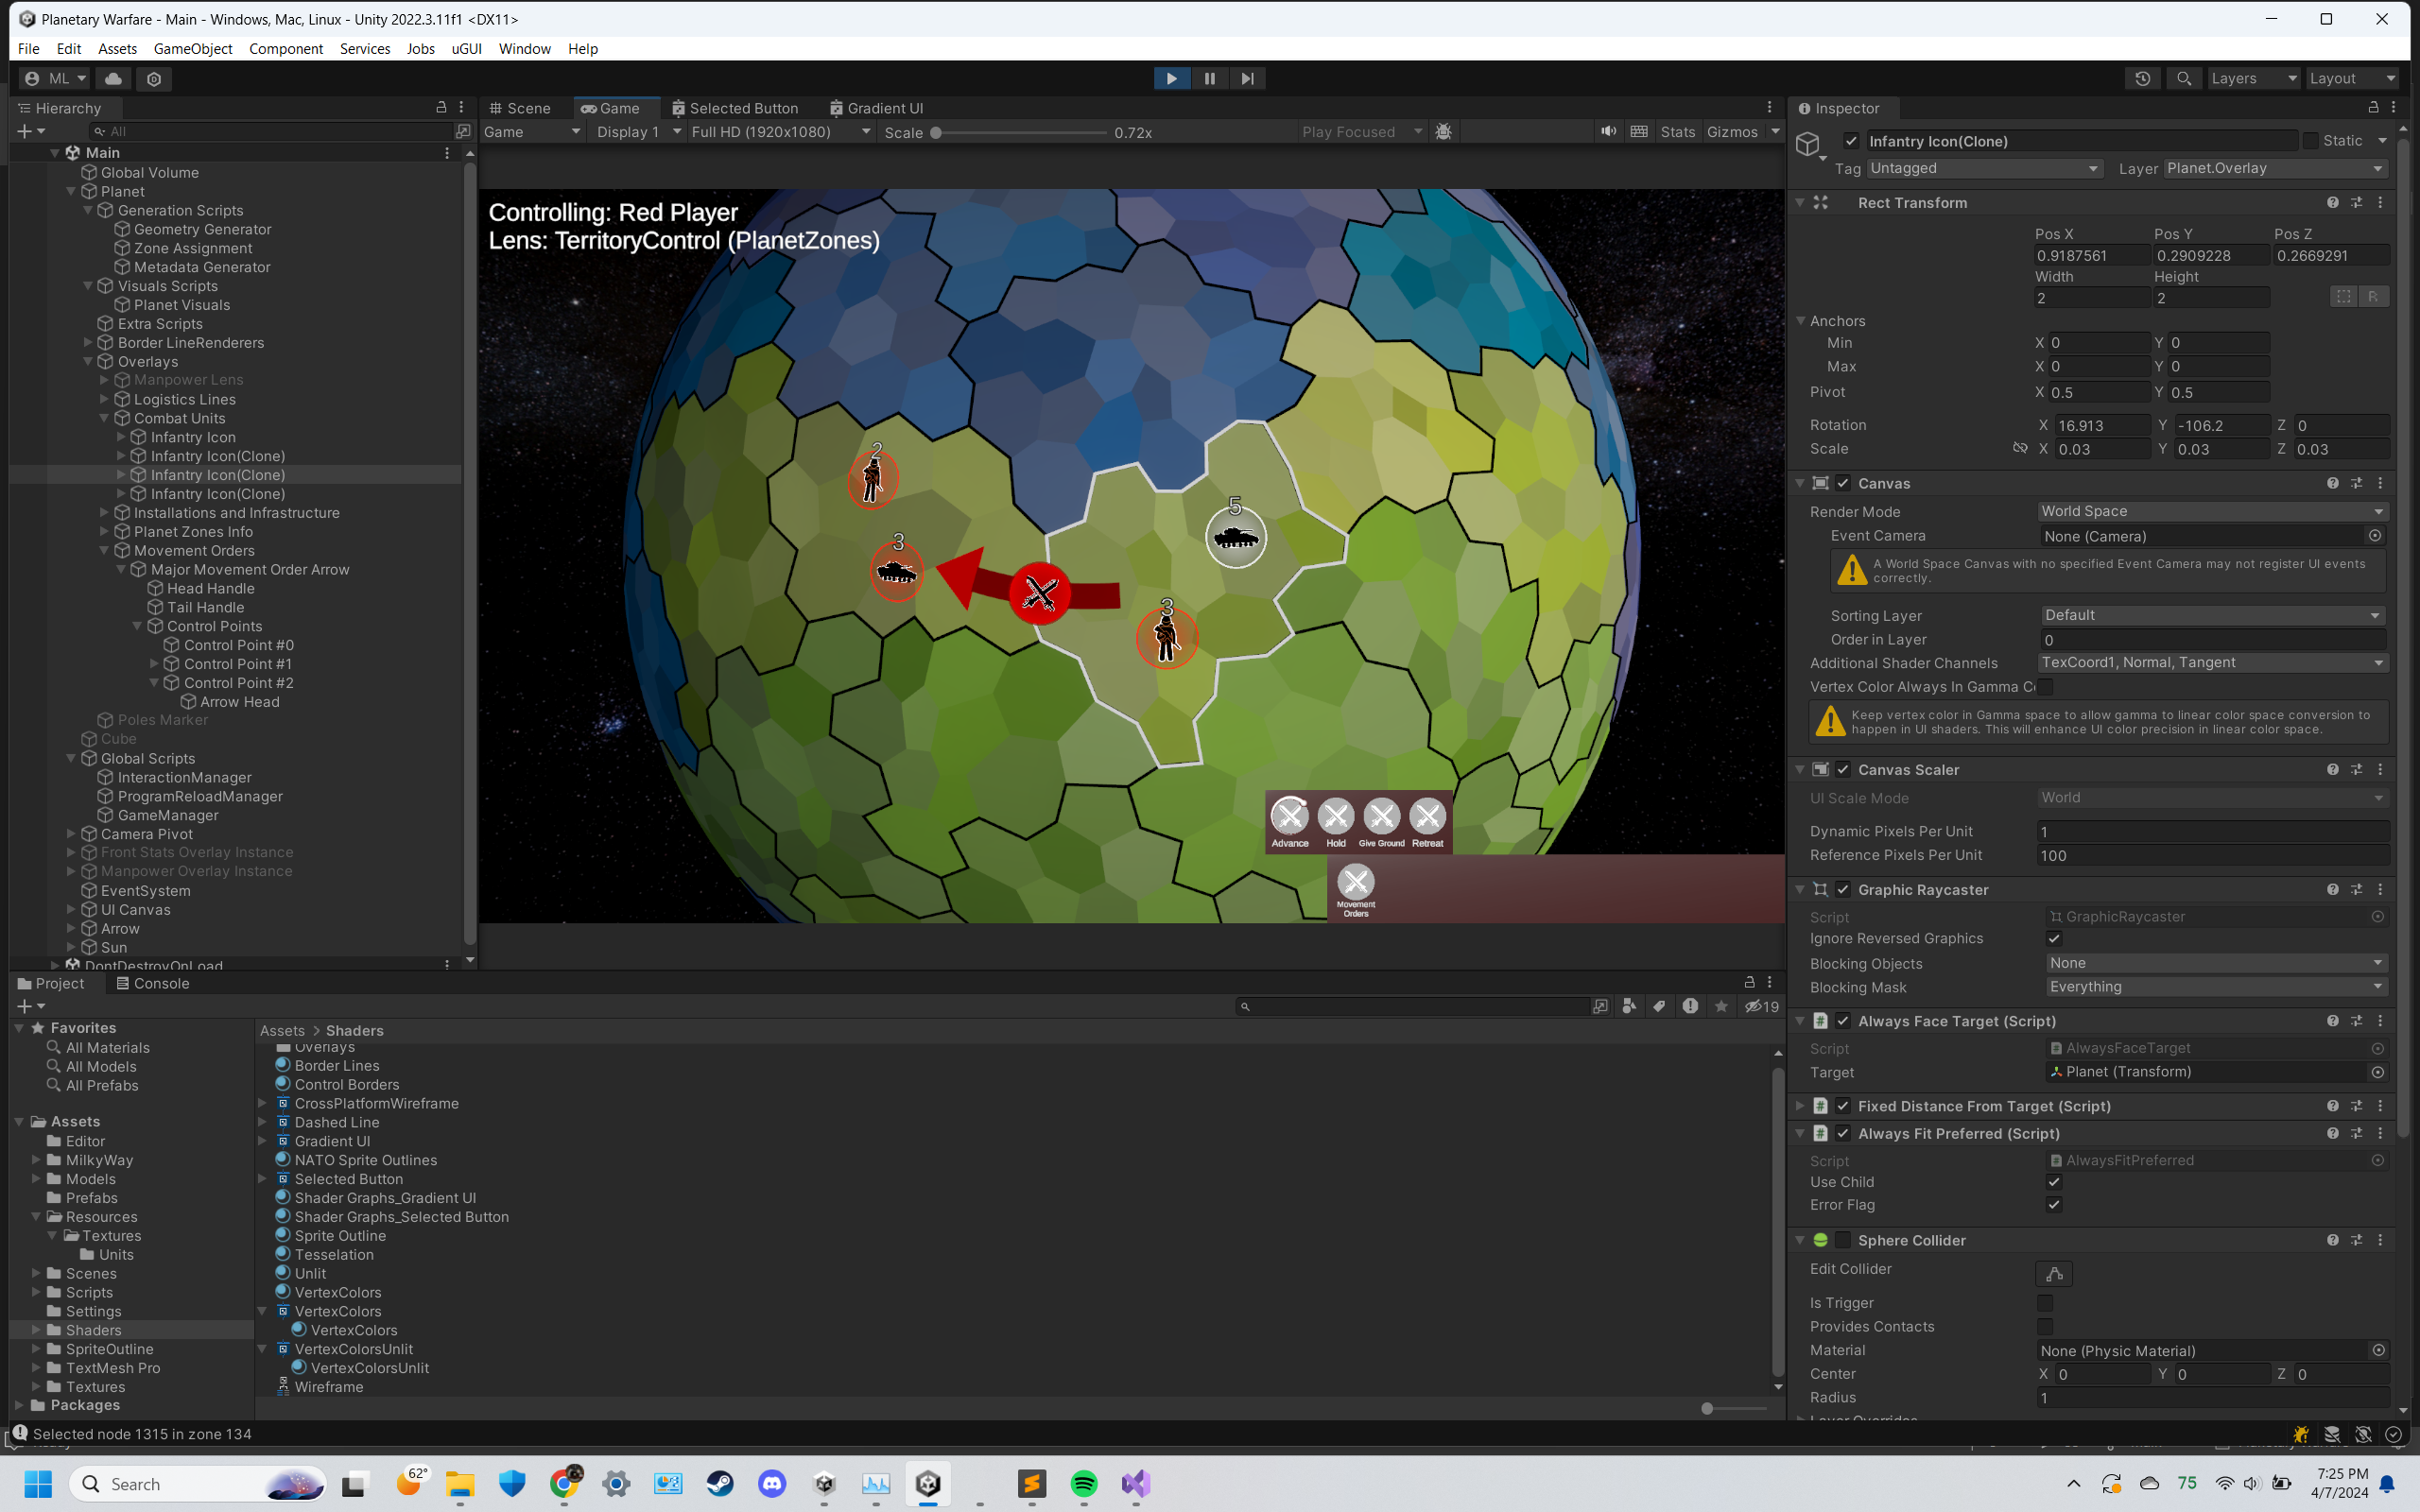 Planetary Warfare - Main - Windows, Mac, Linux - Unity 2022.3.11f1 <DX11>
File Edit Assets GameObject Component Services Jobs uGUI Window Help
ML Layers Layout
Hierarchy
All
Main
Global Volume
Planet
Generation Scripts
Geometry Generator
Zone Assignment
Metadata Generator
Visuals Scripts
Planet Visuals
Extra Scripts
Border LineRenderers
Overlays
Manpower Lens
Logistics Lines
Combat Units
Infantry Icon
Infantry Icon(Clone)
Infantry Icon(Clone)
Infantry Icon(Clone)
Installations and Infrastructure
Planet Zones Info
Movement Orders
Major Movement Order Arrow
Head Handle
Tail Handle
Control Points
Control Point #0
Control Point #1
Control Point #2
Arrow Head
Poles Marker
Cube
Global Scripts
InteractionManager
ProgramReloadManager
GameManager
Camera Pivot
Front Stats Overlay Instance
Manpower Overlay Instance
EventSystem
UI Canvas
Arrow
Sun
DontDestroyOnLoad
Scene Game Selected Button Gradient UI
Game Display 1 Full HD (1920x1080) Scale 0.72x Play Focused Stats Gizmos
Controlling: Red Player
Lens: TerritoryControl (PlanetZones)
2
5
3
3
Advance Hold Give Ground Retreat
Movement
Orders
Inspector
Infantry Icon(Clone) Static
Tag Untagged Layer Planet.Overlay
Rect Transform
Pos X Pos Y Pos Z
0.9187561 0.2909228 0.2669291
Width Height
2 2 R
Anchors
Min X 0 Y 0
Max X 0 Y 0
Pivot X 0.5 Y 0.5
Rotation X 16.913 Y -106.2 Z 0
Scale X 0.03 Y 0.03 Z 0.03
Canvas
Render Mode World Space
Event Camera None (Camera)
A World Space Canvas with no specified Event Camera may not register UI events
correctly.
Sorting Layer Default
Order in Layer 0
Additional Shader Channels TexCoord1, Normal, Tangent
Vertex Color Always In Gamma C
Keep vertex color in Gamma space to allow gamma to linear color space conversion to
happen in UI shaders. This will enhance UI color precision in linear color space.
Canvas Scaler
UI Scale Mode World
Dynamic Pixels Per Unit 1
Reference Pixels Per Unit 100
Graphic Raycaster
Script GraphicRaycaster
Ignore Reversed Graphics
Blocking Objects None
Blocking Mask Everything
Always Face Target (Script)
Script AlwaysFaceTarget
Target Planet (Transform)
Fixed Distance From Target (Script)
Always Fit Preferred (Script)
Script AlwaysFitPreferred
Use Child
Error Flag
Sphere Collider
Edit Collider
Is Trigger
Provides Contacts
Material None (Physic Material)
Center X 0 Y 0 Z 0
Radius 1
Layer Overrides
Project Console
19
Favorites
All Materials
All Models
All Prefabs
Assets
Editor
MilkyWay
Models
Prefabs
Resources
Textures
Units
Scenes
Scripts
Settings
Shaders
SpriteOutline
TextMesh Pro
Textures
Packages
Assets > Shaders
Overlays
Border Lines
Control Borders
CrossPlatformWireframe
Dashed Line
Gradient UI
NATO Sprite Outlines
Selected Button
Shader Graphs_Gradient UI
Shader Graphs_Selected Button
Sprite Outline
Tesselation
Unlit
VertexColors
VertexColors
VertexColors
VertexColorsUnlit
VertexColorsUnlit
Wireframe
Selected node 1315 in zone 134
Search 62° 75 7:25 PM
4/7/2024